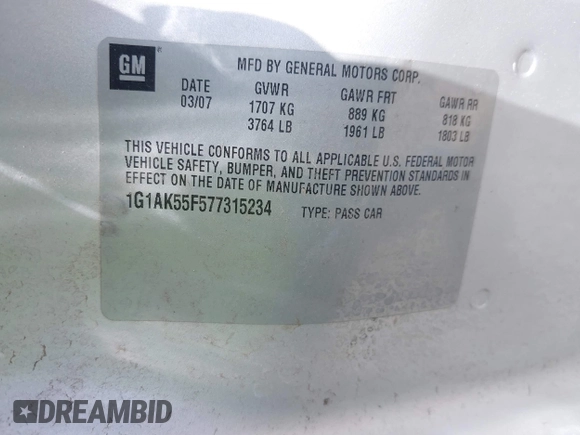 GM
MFD BY GENERAL MOTORS CORP.
DATE GVWR GAWR FRT GAWR RR
03/07 1707 KG 889 KG 818 KG
3764 LB 1961 LB 1803 LB
THIS VEHICLE CONFORMS TO ALL APPLICABLE U.S. FEDERAL MOTOR
VEHICLE SAFETY, BUMPER, AND THEFT PREVENTION STANDARDS IN
EFFECT ON THE DATE OF MANUFACTURE SHOWN ABOVE.
1G1AK55F577315234 TYPE: PASS CAR
DREAMBID